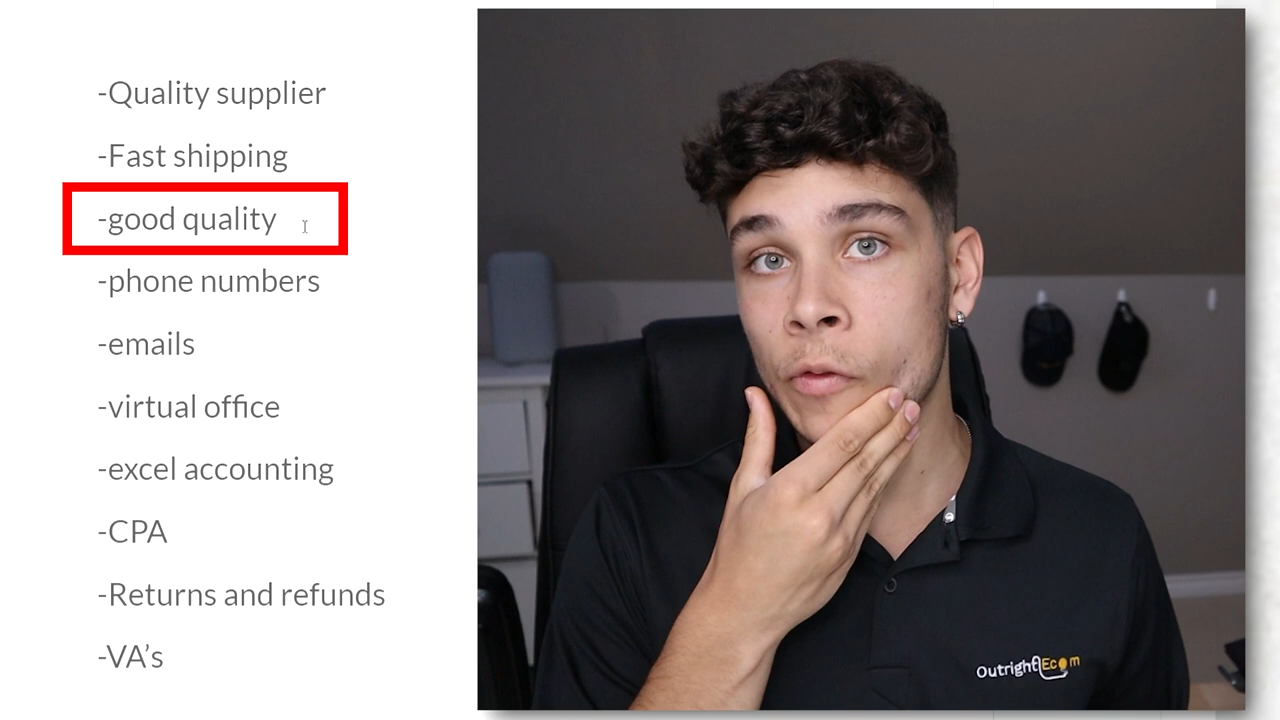 -Quality supplier
-Fast shipping
-good quality
-phone numbers
-emails
-virtual office
-excel accounting
-CPA
-Returns and refunds
-VA’s
OutrightEcom